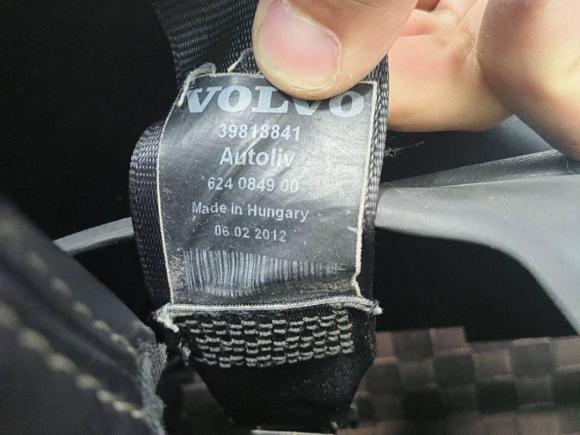 VOLVO
39818841
Autoliv
624 0849 00
Made in Hungary
06 02 2012